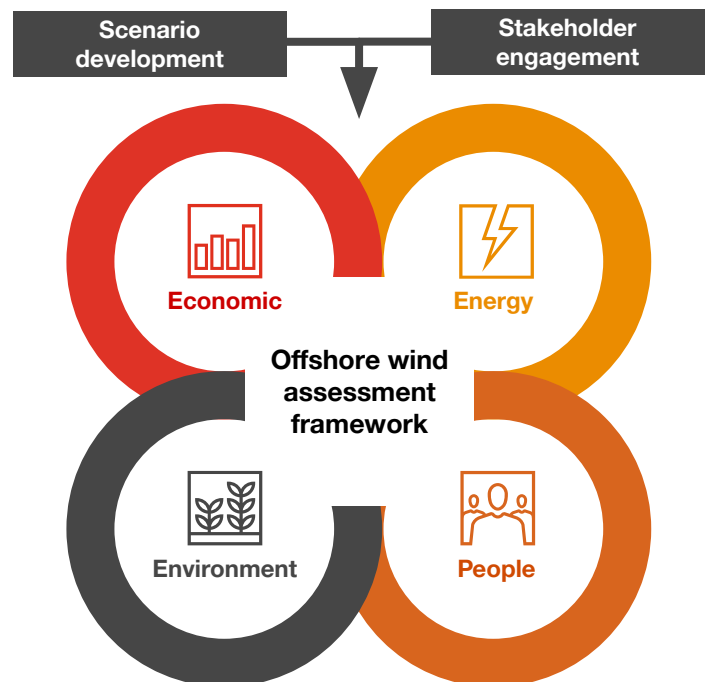 Scenario
development
Stakeholder
engagement
Economic
Energy
Offshore wind
assessment
framework
Environment
People